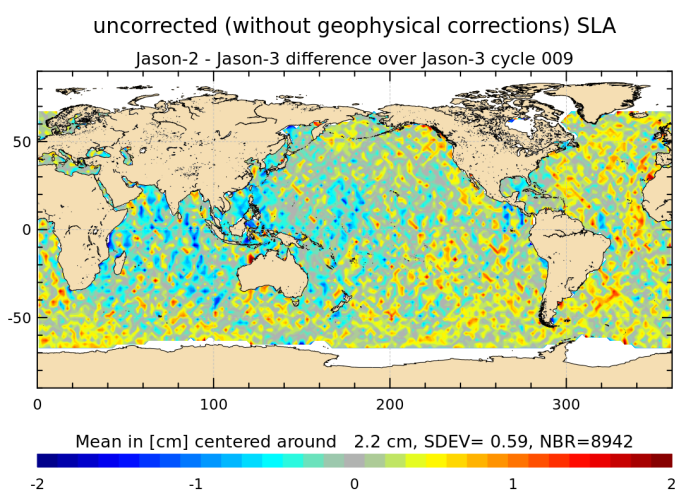 uncorrected (without geophysical corrections) SLA
Jason-2 - Jason-3 difference over Jason-3 cycle 009
50
0
-50
0 100 200 300
Mean in [cm] centered around 2.2 cm, SDEV= 0.59, NBR=8942
-2 -1 0 1 2